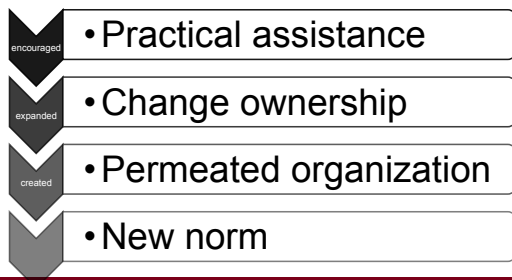 encouraged
• Practical assistance
expanded
• Change ownership
created
• Permeated organization
• New norm